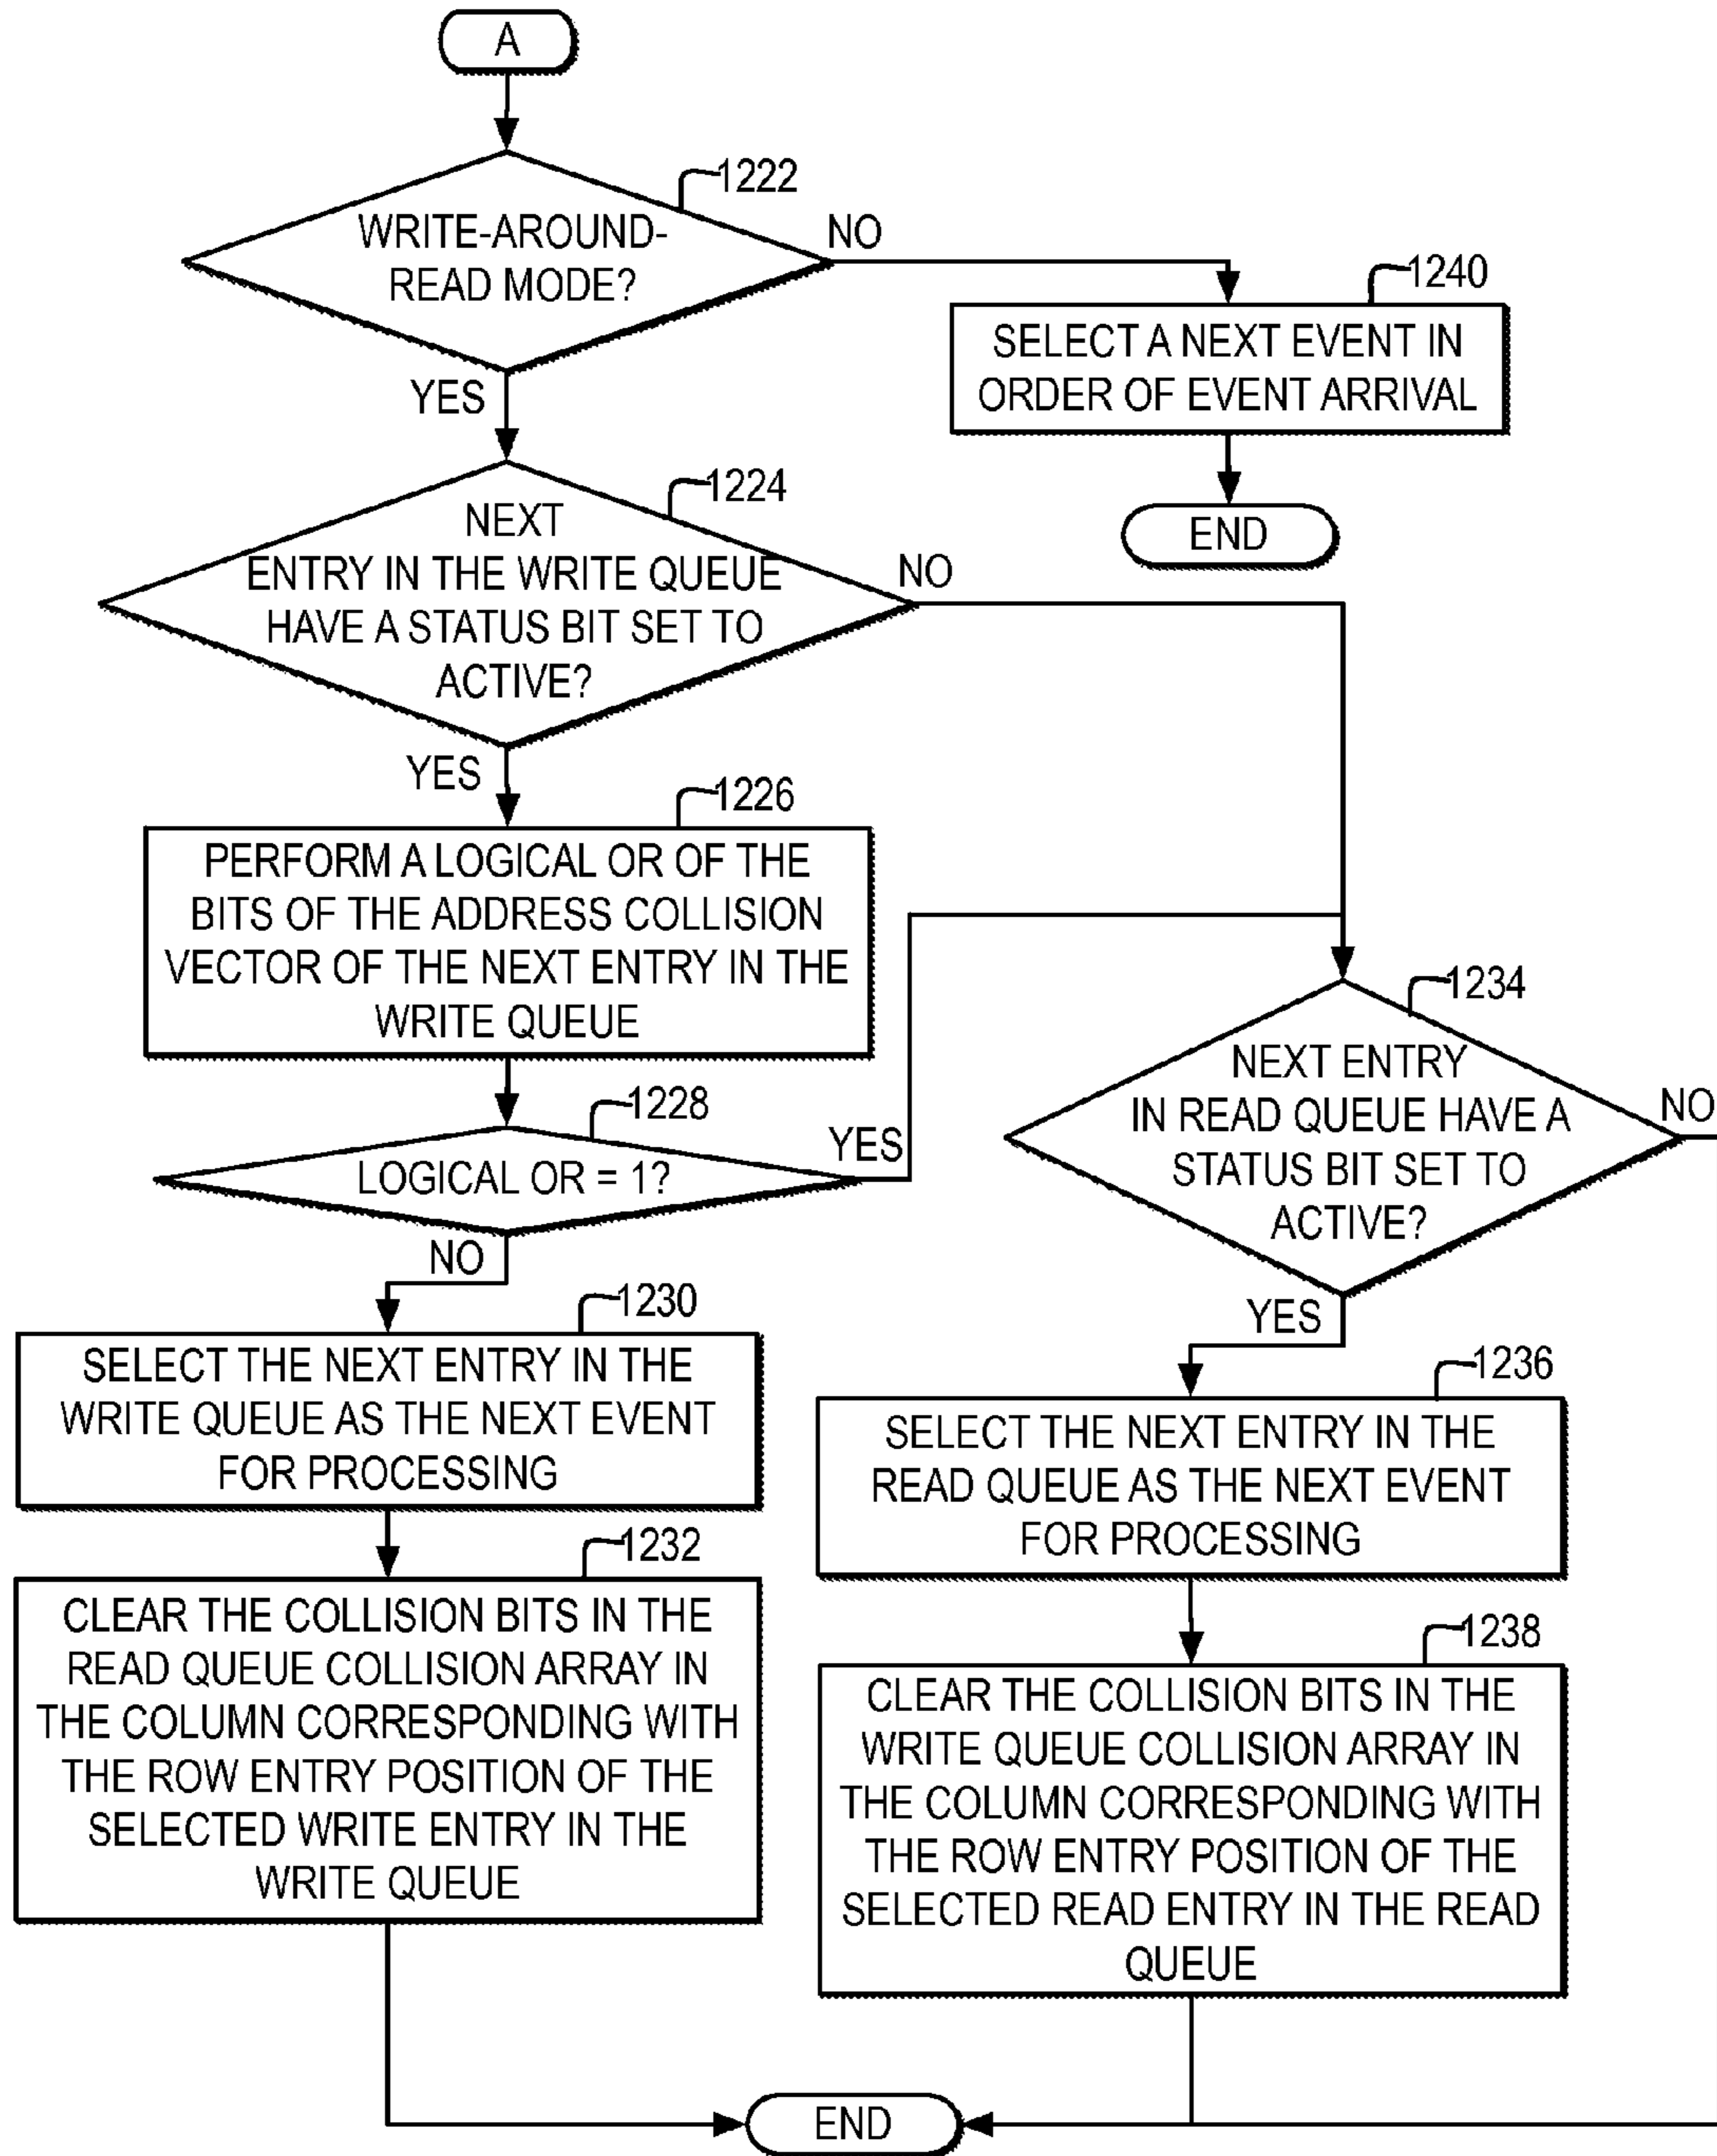 A
1222
WRITE-AROUND-
READ MODE?
NO
YES
1240
SELECT A NEXT EVENT IN
ORDER OF EVENT ARRIVAL
END
1224
NEXT
ENTRY IN THE WRITE QUEUE
HAVE A STATUS BIT SET TO
ACTIVE?
NO
YES
1226
PERFORM A LOGICAL OR OF THE
BITS OF THE ADDRESS COLLISION
VECTOR OF THE NEXT ENTRY IN THE
WRITE QUEUE
1228
LOGICAL OR = 1?
YES
NO
1230
SELECT THE NEXT ENTRY IN THE
WRITE QUEUE AS THE NEXT EVENT
FOR PROCESSING
1232
CLEAR THE COLLISION BITS IN THE
READ QUEUE COLLISION ARRAY IN
THE COLUMN CORRESPONDING WITH
THE ROW ENTRY POSITION OF THE
SELECTED WRITE ENTRY IN THE
WRITE QUEUE
1234
NEXT ENTRY
IN READ QUEUE HAVE A
STATUS BIT SET TO
ACTIVE?
NO
YES
1236
SELECT THE NEXT ENTRY IN THE
READ QUEUE AS THE NEXT EVENT
FOR PROCESSING
1238
CLEAR THE COLLISION BITS IN THE
WRITE QUEUE COLLISION ARRAY IN
THE COLUMN CORRESPONDING WITH
THE ROW ENTRY POSITION OF THE
SELECTED READ ENTRY IN THE READ
QUEUE
END